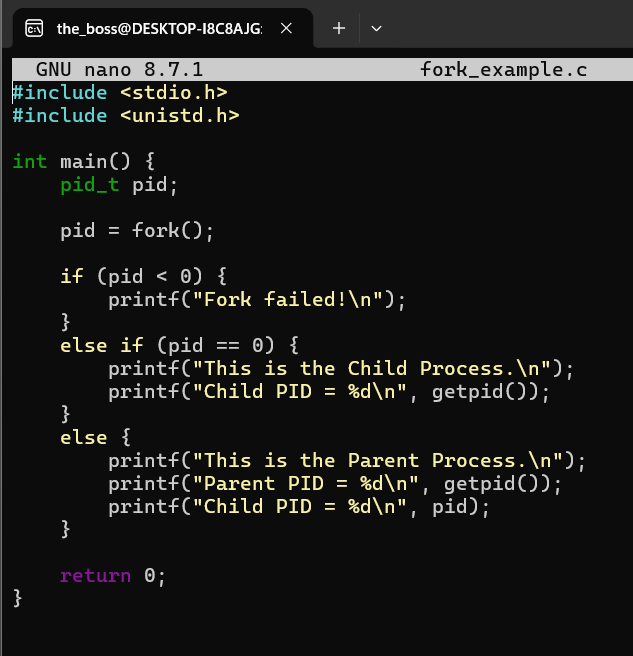 the_boss@DESKTOP-I8C8AJG:
GNU nano 8.7.1 fork_example.c
#include <stdio.h>
#include <unistd.h>

int main() {
    pid_t pid;

    pid = fork();

    if (pid < 0) {
        printf("Fork failed!\n");
    }
    else if (pid == 0) {
        printf("This is the Child Process.\n");
        printf("Child PID = %d\n", getpid());
    }
    else {
        printf("This is the Parent Process.\n");
        printf("Parent PID = %d\n", getpid());
        printf("Child PID = %d\n", pid);
    }

    return 0;
}